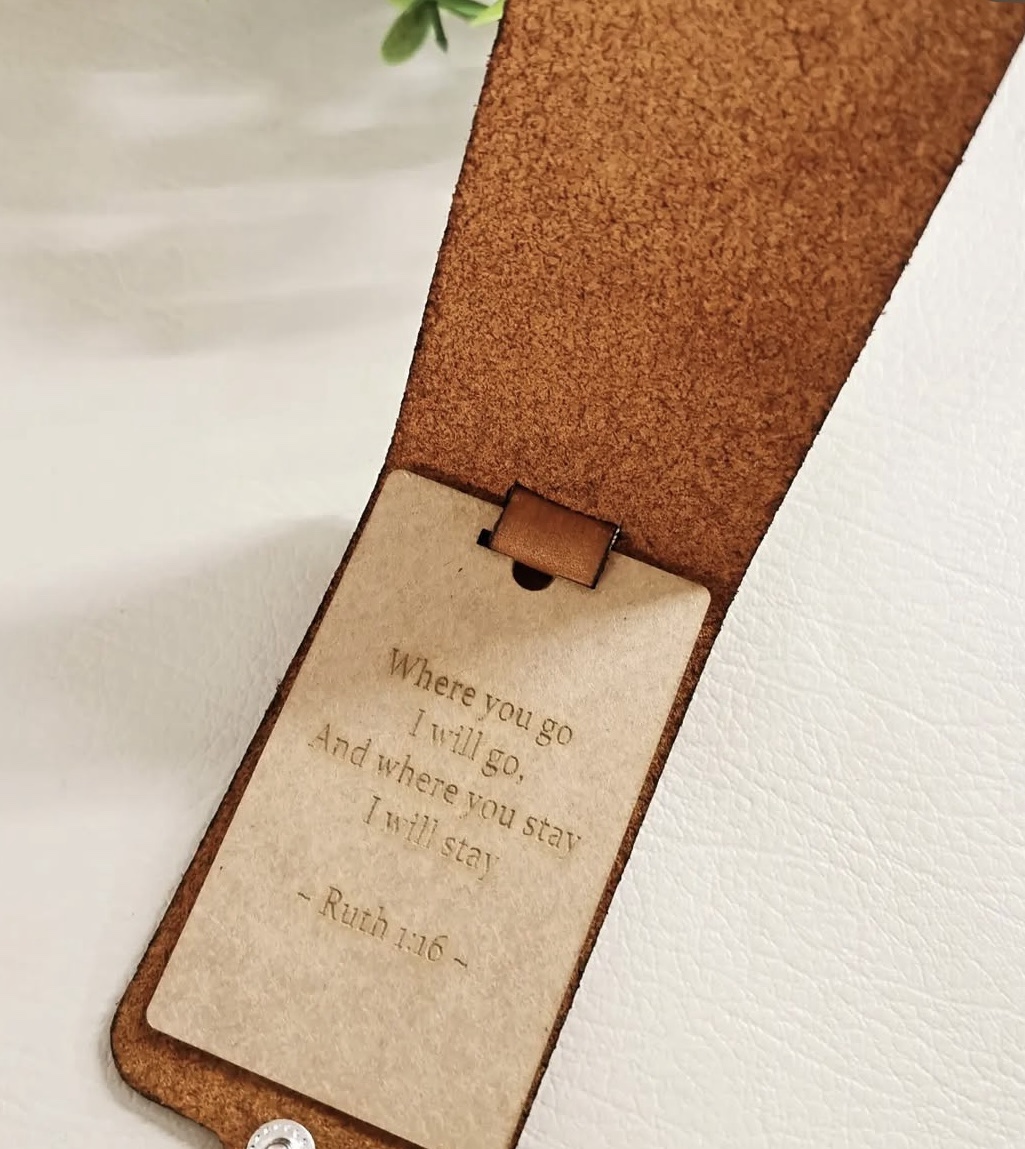 Where you go
I will go,
And where you stay
I will stay
~ Ruth 1:16 ~